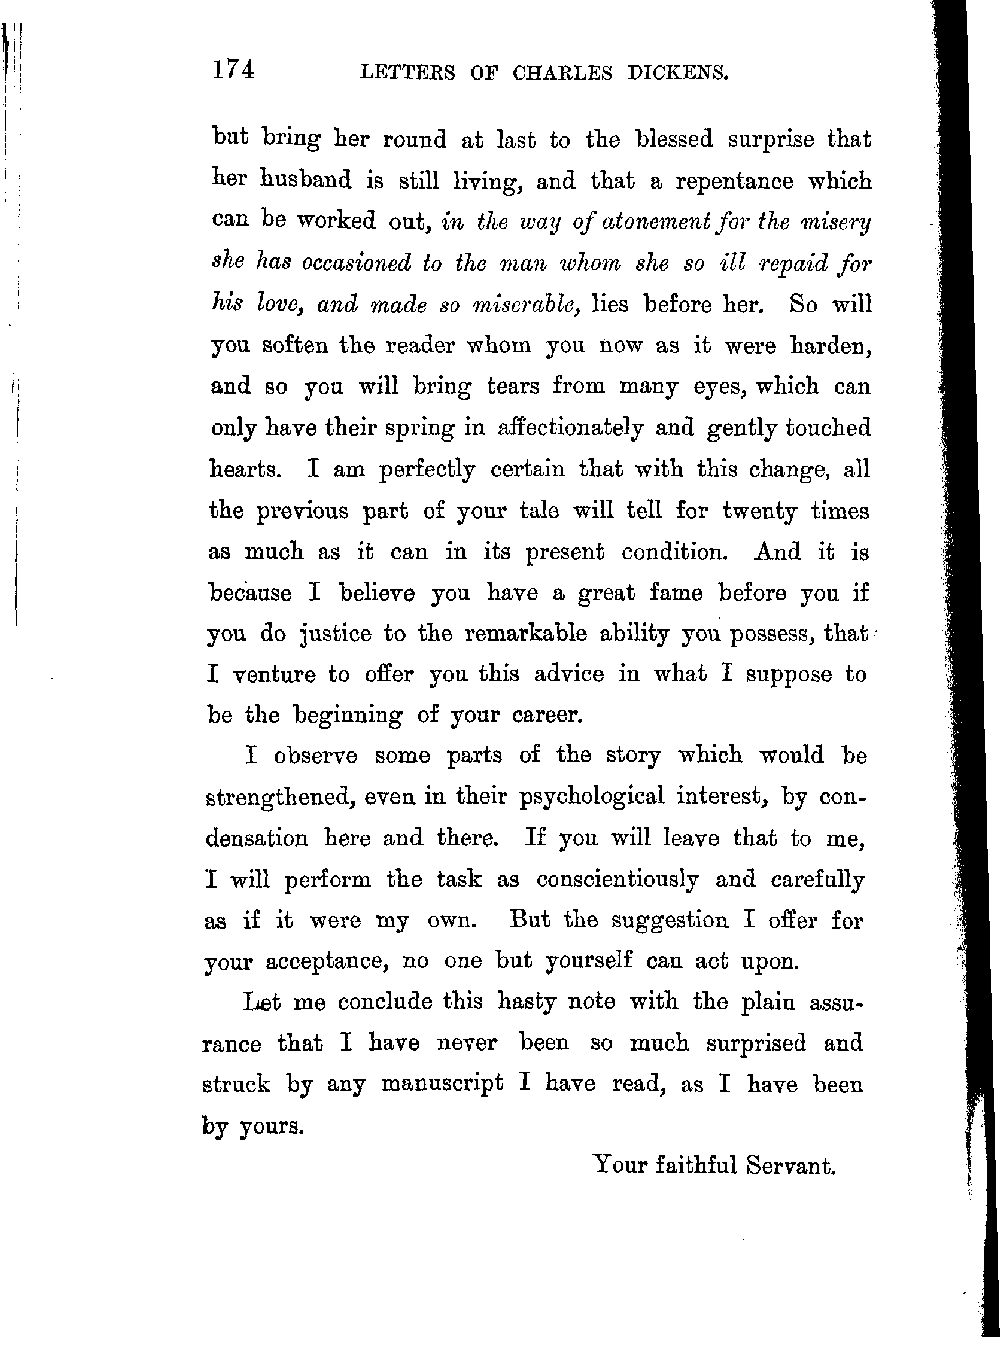 174 LETTERS OF CHARLES DICKENS.
but bring her round at last to the blessed surprise that
her husband is still living, and that a repentance which
can be worked out, in the way of atonement for the misery
she has occasioned to the man whom she so ill repaid for
his love, and made so miserable, lies before her. So will
you soften the reader whom you now as it were harden,
and so you will bring tears from many eyes, which can
only have their spring in affectionately and gently touched
hearts. I am perfectly certain that with this change, all
the previous part of your tale will tell for twenty times
as much as it can in its present condition. And it is
because I believe you have a great fame before you if
you do justice to the remarkable ability you possess, that
I venture to offer you this advice in what I suppose to
be the beginning of your career.
I observe some parts of the story which would be
strengthened, even in their psychological interest, by con-
densation here and there. If you will leave that to me,
I will perform the task as conscientiously and carefully
as if it were my own. But the suggestion I offer for
your acceptance, no one but yourself can act upon.
Let me conclude this hasty note with the plain assu-
rance that I have never been so much surprised and
struck by any manuscript I have read, as I have been
by yours.
Your faithful Servant.